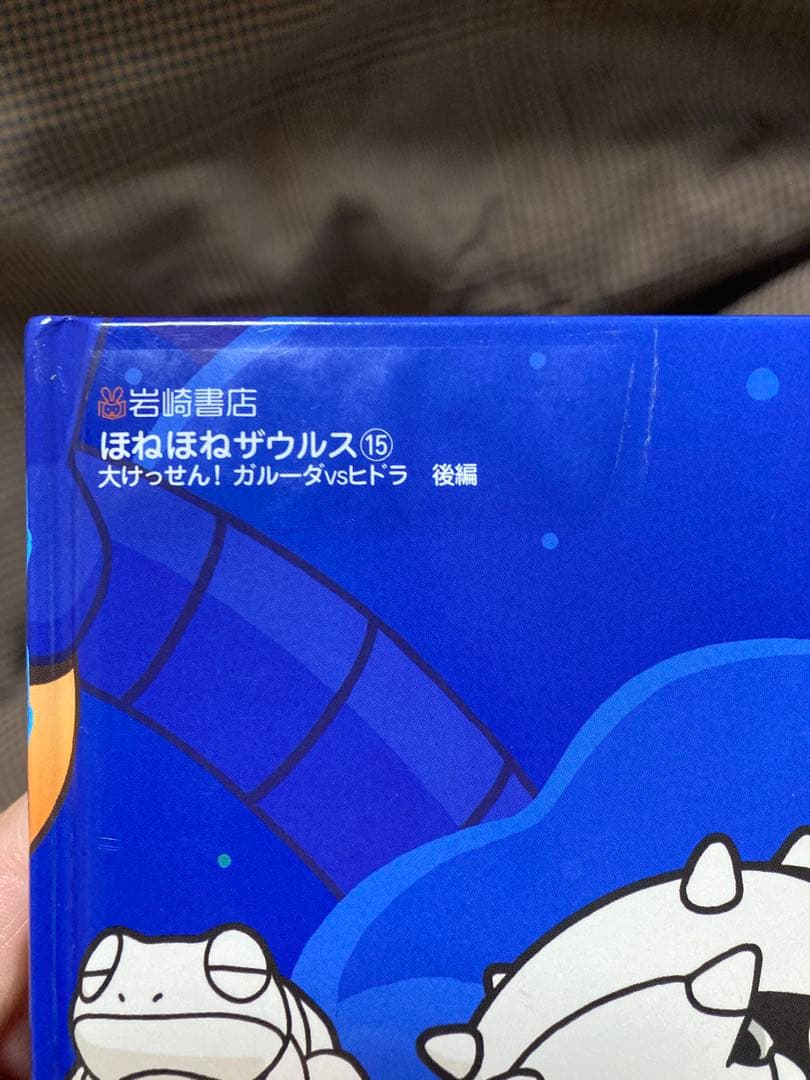 岩崎書店
ほねほねザウルス⑮
大けっせん！ ガルーダvsヒドラ　後編